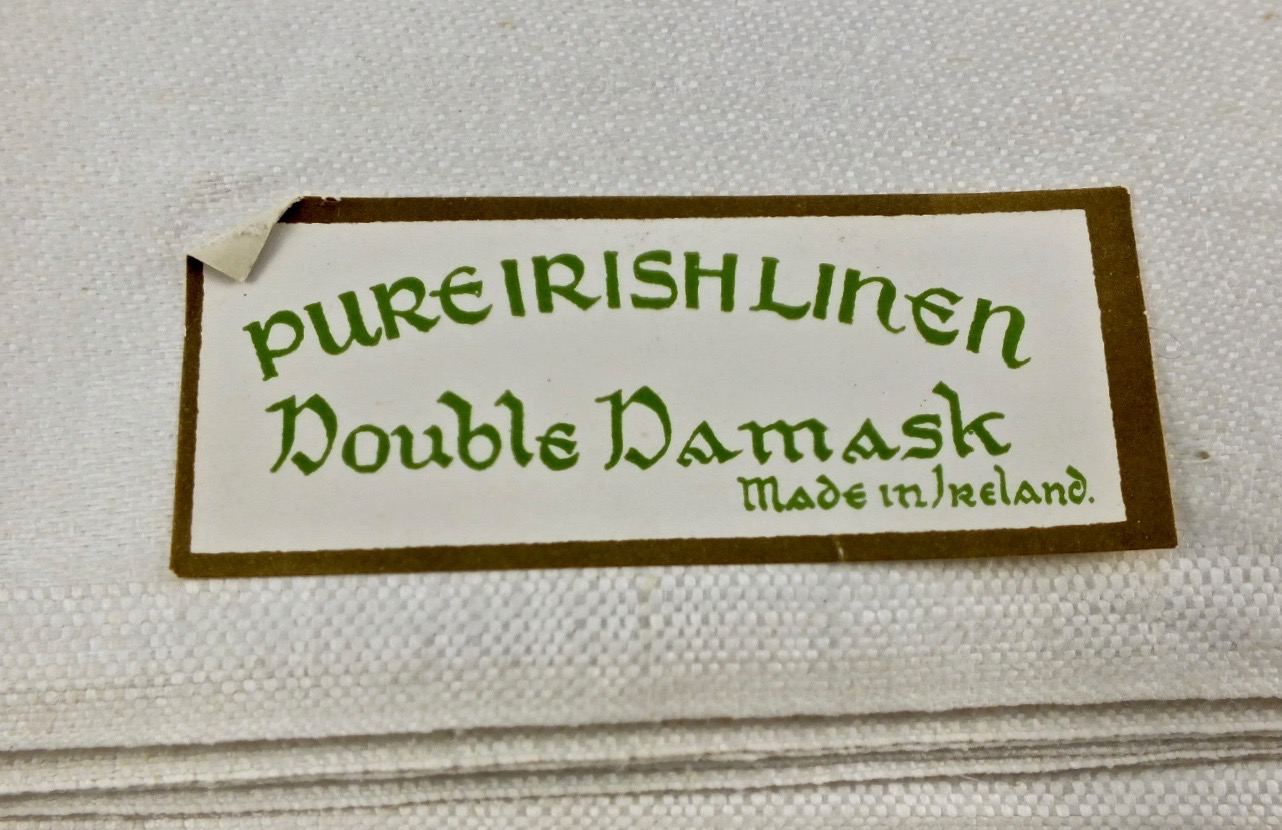 PURE IRISH LINEN
Double Damask
Made in Ireland.